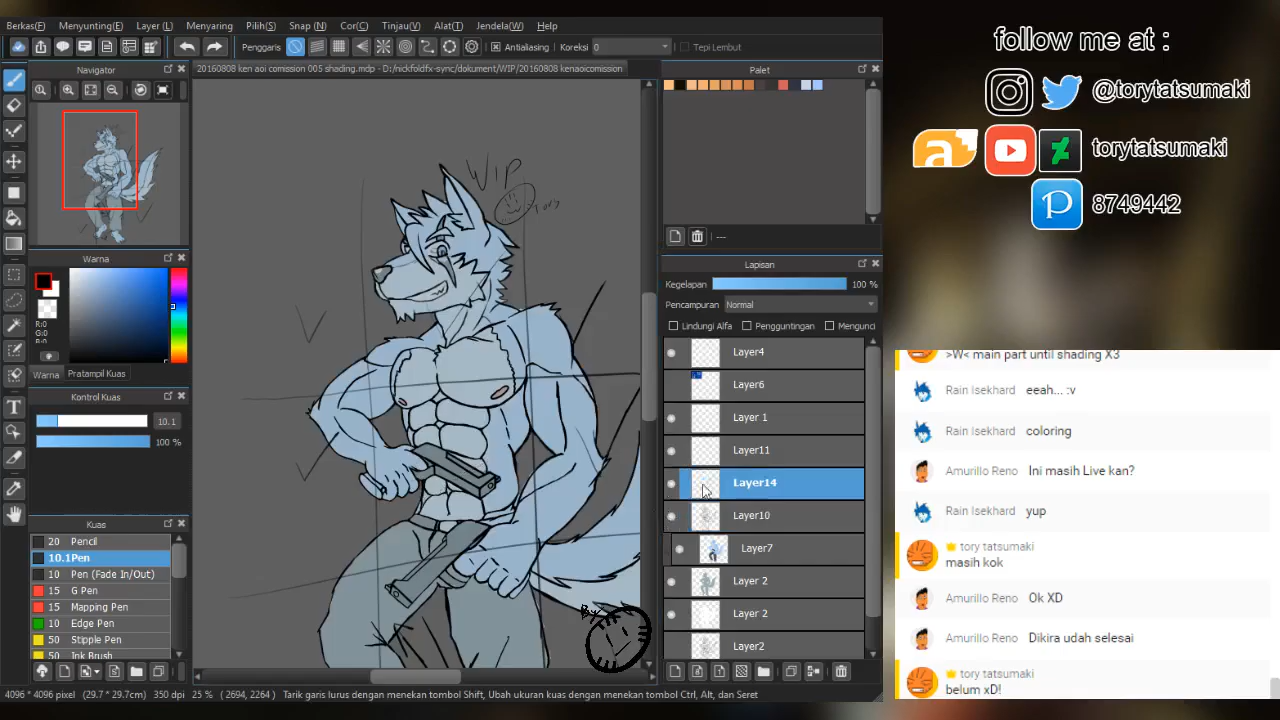 Berkas(F) Menyunting(E) Layer (L) Menyaring Pilih(S) Snap (N) Cor(C) Tinjau(V) Alat(T) Jendela(W) Help
Penggaris Antialiasing Koreksi 0 Tepi Lembut
Navigator
20160808 ken aoi comission 005 shading.mdp - D:/nickfoldfx-sync/dokument/WIP/20160808 kenaoicomission
Palet
---
Warna
R:0
G:0
B:0
Warna Pratampil Kuas
Kontrol Kuas
10.1
100 %
Kuas
20 Pencil
10.1Pen
10 Pen (Fade In/Out)
15 G Pen
15 Mapping Pen
10 Edge Pen
50 Stipple Pen
50 Ink Brush
WIP
Tory
By
Lapisan
Kegelapan 100 %
Pencampuran Normal
Lindungi Alfa Pengguntingan Mengunci
Layer4
Layer6
Layer 1
Layer11
Layer14
Layer10
Layer7
Layer 2
Layer 2
Layer2
4096 * 4096 pixel (29.7 * 29.7cm) 350 dpi 25 % (2694, 2264) Tarik garis lurus dengan menekan tombol Shift, Ubah ukuran kuas dengan menekan tombol Ctrl, Alt, dan Seret
follow me at :
@torytatsumaki
a torytatsumaki
P 8749442
>W< main part until shading X3
Rain Isekhard eeah... :v
Rain Isekhard coloring
Amurillo Reno Ini masih Live kan?
Rain Isekhard yup
tory tatsumaki
masih kok
Amurillo Reno Ok XD
Amurillo Reno Dikira udah selesai
tory tatsumaki
belum xD!